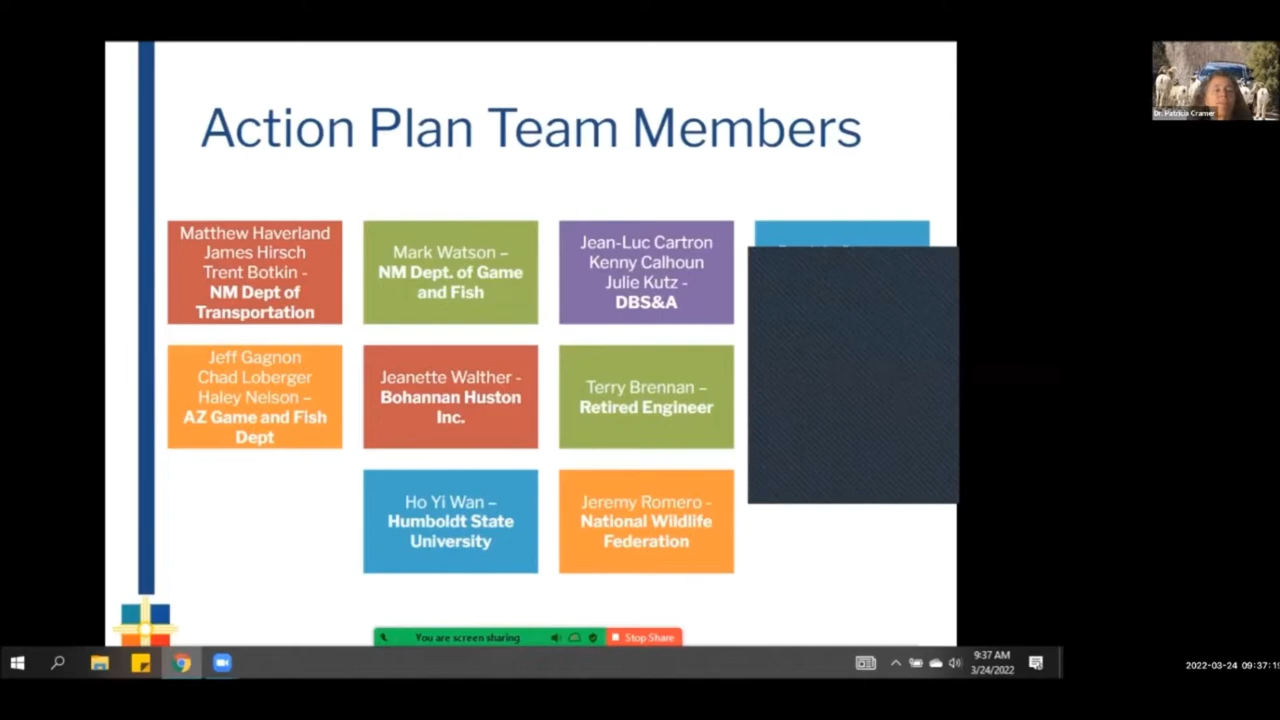 Action Plan Team Members
Matthew Haverland
James Hirsch
Trent Botkin -
NM Dept of
Transportation
Mark Watson –
NM Dept. of Game
and Fish
Jean-Luc Cartron
Kenny Calhoun
Julie Kutz -
DBS&A
Jeff Gagnon
Chad Loberger
Haley Nelson –
AZ Game and Fish
Dept
Jeanette Walther -
Bohannan Huston
Inc.
Terry Brennan –
Retired Engineer
Ho Yi Wan –
Humboldt State
University
Jeremy Romero -
National Wildlife
Federation
Dr. Patricia Cramer
You are screen sharing
Stop Share
9:37 AM
3/24/2022
2022-03-24 09:37:19